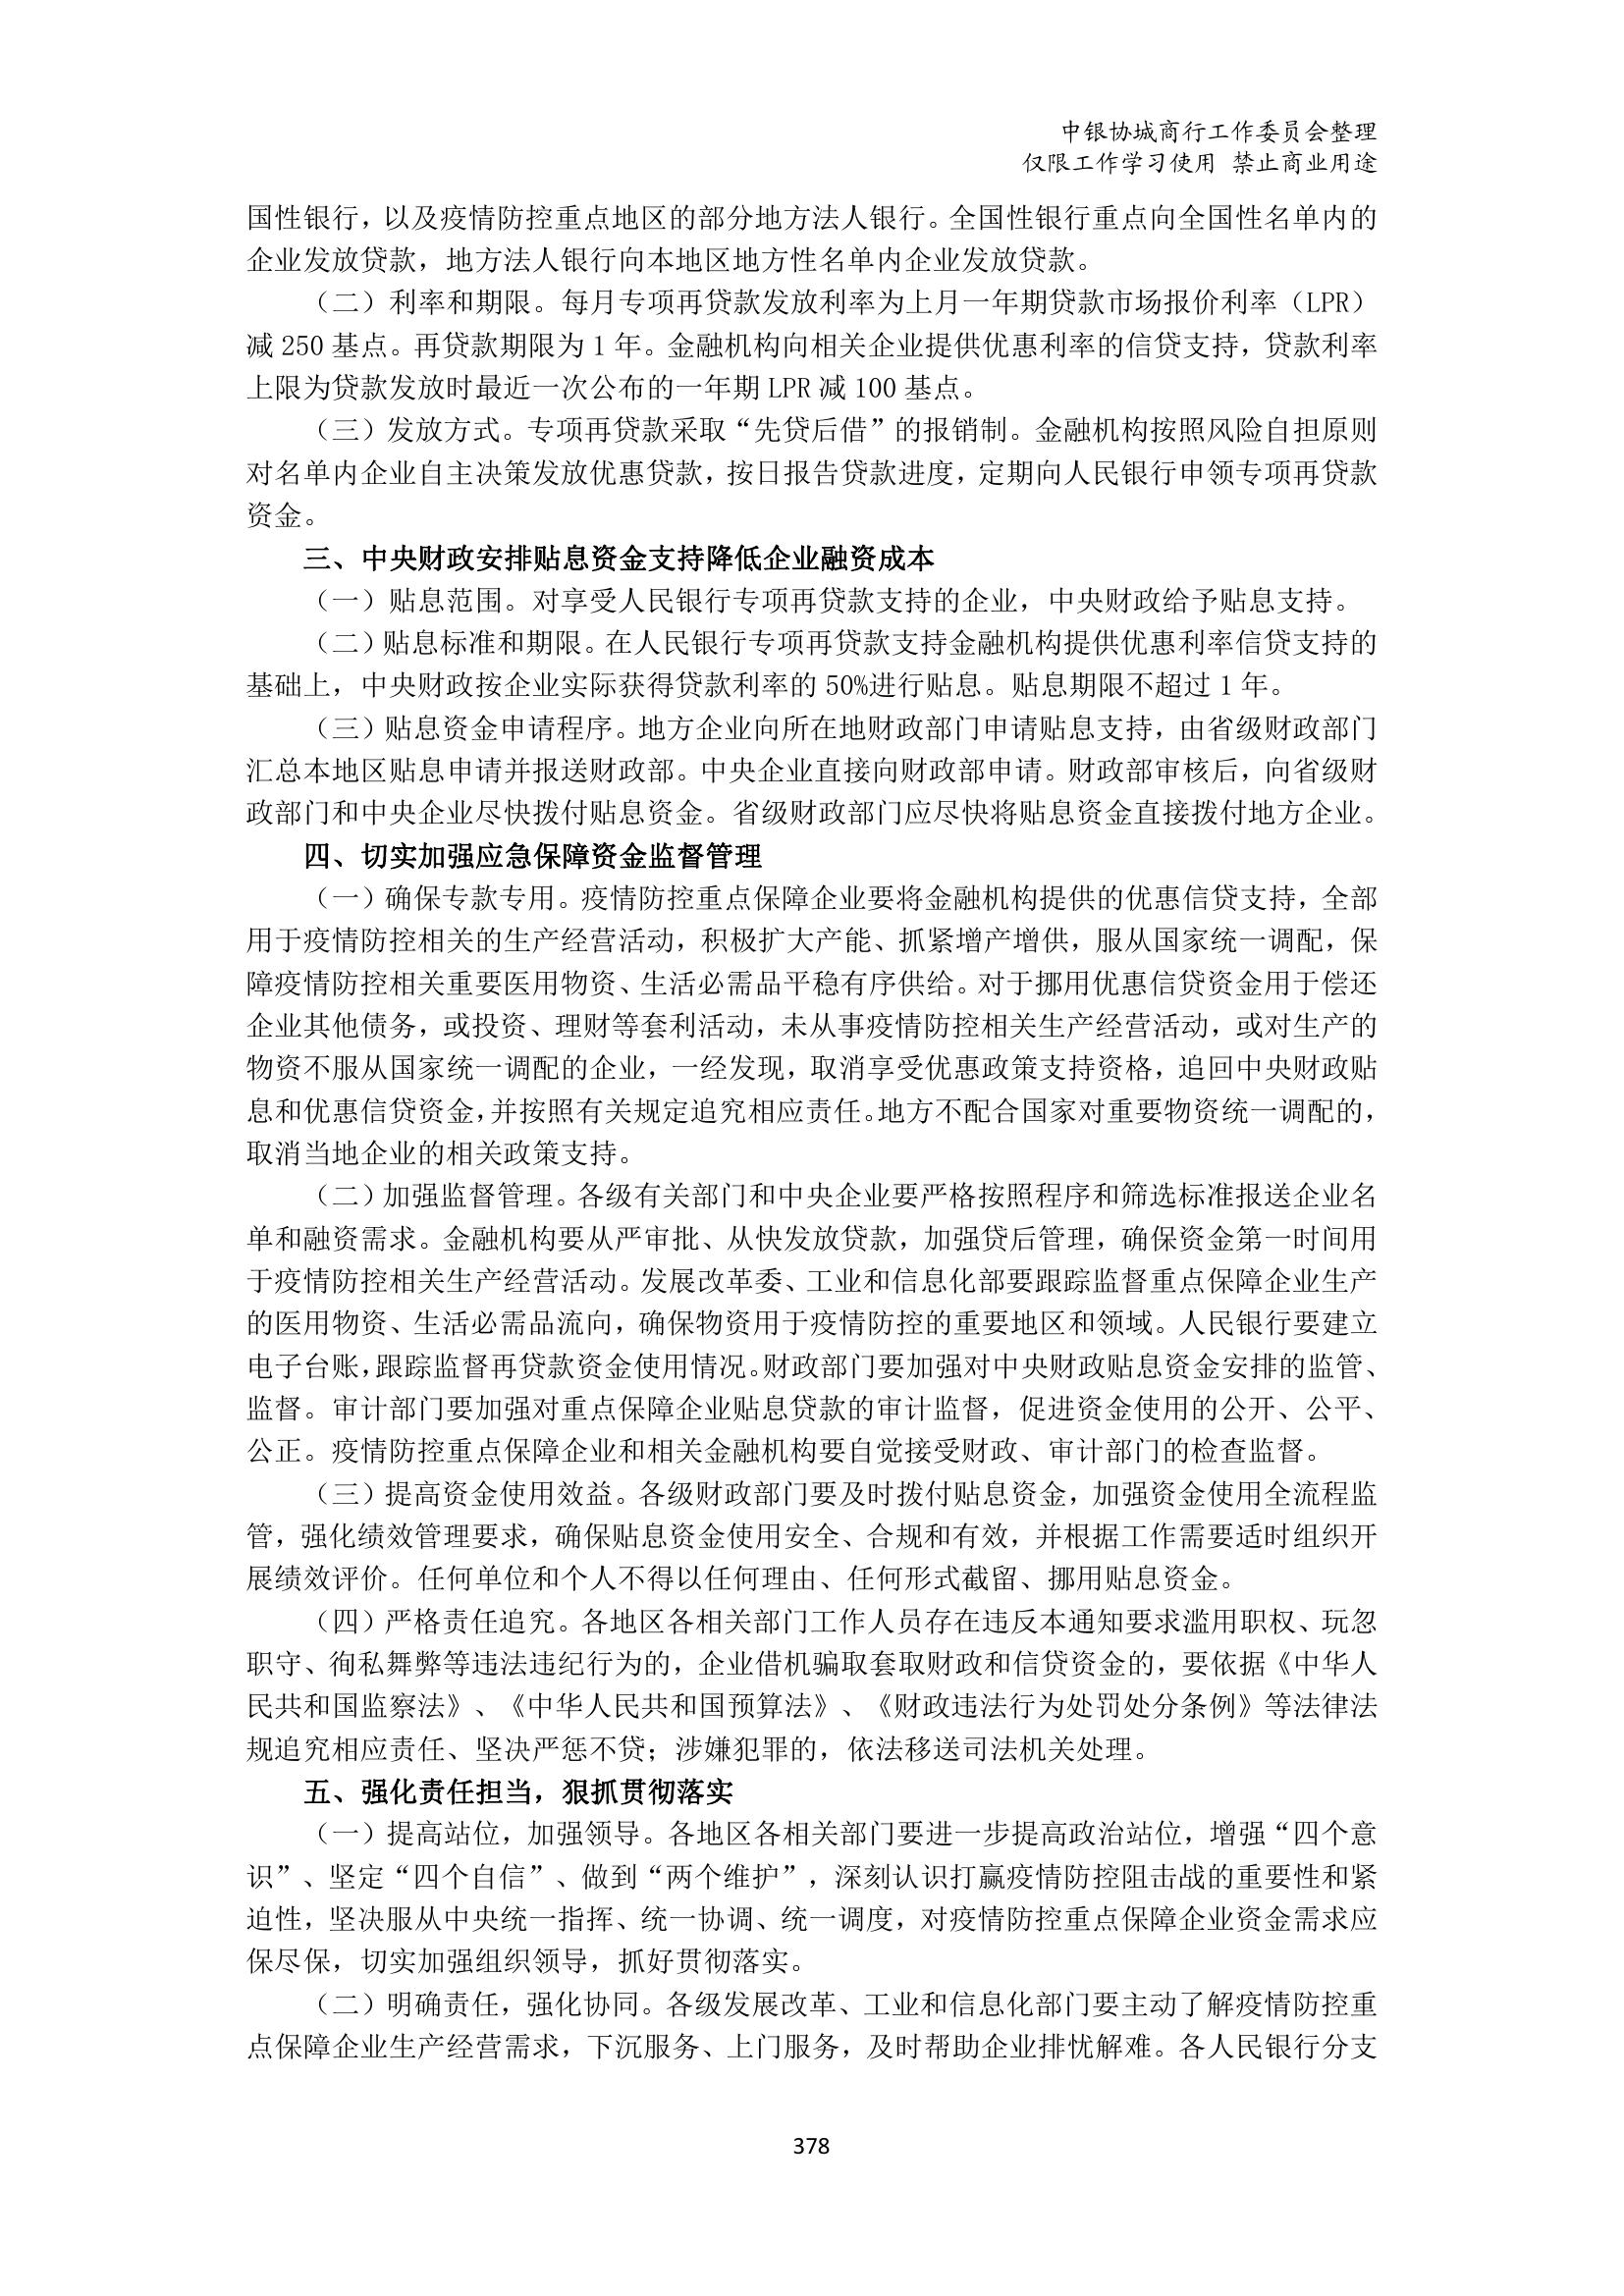 中银协城商行工作委员会整理
仅限工作学习使用 禁止商业用途
国性银行，以及疫情防控重点地区的部分地方法人银行。全国性银行重点向全国性名单内的
企业发放贷款，地方法人银行向本地区地方性名单内企业发放贷款。
（二）利率和期限。每月专项再贷款发放利率为上月一年期贷款市场报价利率（LPR）
减 250 基点。再贷款期限为 1 年。金融机构向相关企业提供优惠利率的信贷支持，贷款利率
上限为贷款发放时最近一次公布的一年期 LPR 减 100 基点。
（三）发放方式。专项再贷款采取“先贷后借”的报销制。金融机构按照风险自担原则
对名单内企业自主决策发放优惠贷款，按日报告贷款进度，定期向人民银行申领专项再贷款
资金。
三、中央财政安排贴息资金支持降低企业融资成本
（一）贴息范围。对享受人民银行专项再贷款支持的企业，中央财政给予贴息支持。
（二）贴息标准和期限。在人民银行专项再贷款支持金融机构提供优惠利率信贷支持的
基础上，中央财政按企业实际获得贷款利率的 50%进行贴息。贴息期限不超过 1 年。
（三）贴息资金申请程序。地方企业向所在地财政部门申请贴息支持，由省级财政部门
汇总本地区贴息申请并报送财政部。中央企业直接向财政部申请。财政部审核后，向省级财
政部门和中央企业尽快拨付贴息资金。省级财政部门应尽快将贴息资金直接拨付地方企业。
四、切实加强应急保障资金监督管理
（一）确保专款专用。疫情防控重点保障企业要将金融机构提供的优惠信贷支持，全部
用于疫情防控相关的生产经营活动，积极扩大产能、抓紧增产增供，服从国家统一调配，保
障疫情防控相关重要医用物资、生活必需品平稳有序供给。对于挪用优惠信贷资金用于偿还
企业其他债务，或投资、理财等套利活动，未从事疫情防控相关生产经营活动，或对生产的
物资不服从国家统一调配的企业，一经发现，取消享受优惠政策支持资格，追回中央财政贴
息和优惠信贷资金，并按照有关规定追究相应责任。地方不配合国家对重要物资统一调配的，
取消当地企业的相关政策支持。
（二）加强监督管理。各级有关部门和中央企业要严格按照程序和筛选标准报送企业名
单和融资需求。金融机构要从严审批、从快发放贷款，加强贷后管理，确保资金第一时间用
于疫情防控相关生产经营活动。发展改革委、工业和信息化部要跟踪监督重点保障企业生产
的医用物资、生活必需品流向，确保物资用于疫情防控的重要地区和领域。人民银行要建立
电子台账，跟踪监督再贷款资金使用情况。财政部门要加强对中央财政贴息资金安排的监管、
监督。审计部门要加强对重点保障企业贴息贷款的审计监督，促进资金使用的公开、公平、
公正。疫情防控重点保障企业和相关金融机构要自觉接受财政、审计部门的检查监督。
（三）提高资金使用效益。各级财政部门要及时拨付贴息资金，加强资金使用全流程监
管，强化绩效管理要求，确保贴息资金使用安全、合规和有效，并根据工作需要适时组织开
展绩效评价。任何单位和个人不得以任何理由、任何形式截留、挪用贴息资金。
（四）严格责任追究。各地区各相关部门工作人员存在违反本通知要求滥用职权、玩忽
职守、徇私舞弊等违法违纪行为的，企业借机骗取套取财政和信贷资金的，要依据《中华人
民共和国监察法》、《中华人民共和国预算法》、《财政违法行为处罚处分条例》等法律法
规追究相应责任、坚决严惩不贷；涉嫌犯罪的，依法移送司法机关处理。
五、强化责任担当，狠抓贯彻落实
（一）提高站位，加强领导。各地区各相关部门要进一步提高政治站位，增强“四个意
识”、坚定“四个自信”、做到“两个维护”，深刻认识打赢疫情防控阻击战的重要性和紧
迫性，坚决服从中央统一指挥、统一协调、统一调度，对疫情防控重点保障企业资金需求应
保尽保，切实加强组织领导，抓好贯彻落实。
（二）明确责任，强化协同。各级发展改革、工业和信息化部门要主动了解疫情防控重
点保障企业生产经营需求，下沉服务、上门服务，及时帮助企业排忧解难。各人民银行分支
378